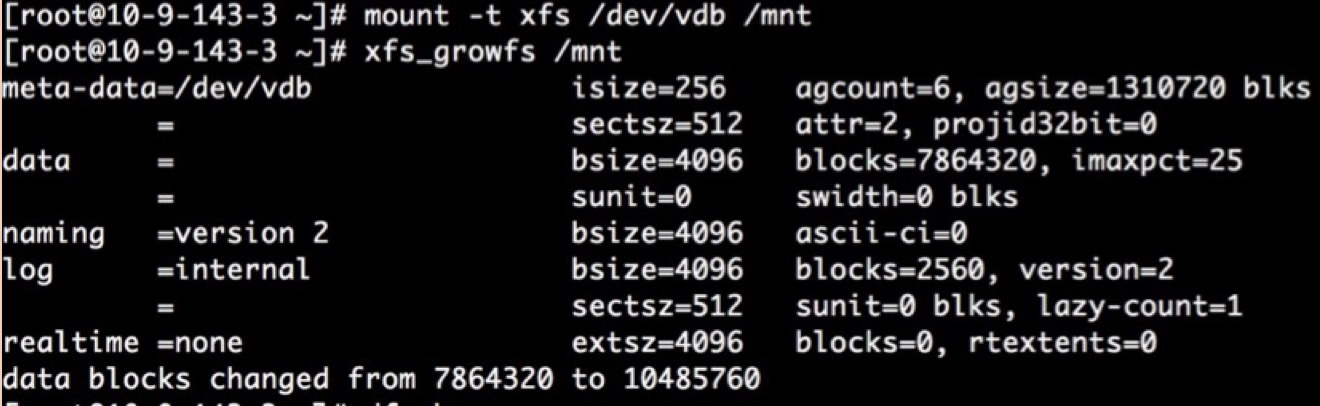 [root@10-9-143-3 ~]# mount -t xfs /dev/vdb /mnt
[root@10-9-143-3 ~]# xfs_growfs /mnt
meta-data=/dev/vdb               isize=256    agcount=6, agsize=1310720 blks
         =                       sectsz=512   attr=2, projid32bit=0
data     =                       bsize=4096   blocks=7864320, imaxpct=25
         =                       sunit=0      swidth=0 blks
naming   =version 2              bsize=4096   ascii-ci=0
log      =internal               bsize=4096   blocks=2560, version=2
         =                       sectsz=512   sunit=0 blks, lazy-count=1
realtime =none                   extsz=4096   blocks=0, rtextents=0
data blocks changed from 7864320 to 10485760